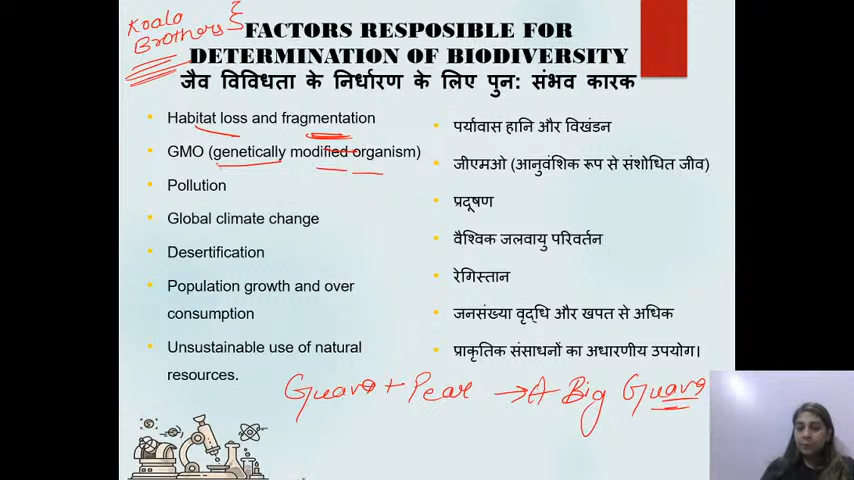 Koala
Brothers
FACTORS RESPOSIBLE FOR
DETERMINATION OF BIODIVERSITY
जैव विविधता के निर्धारण के लिए पुन: संभव कारक
Habitat loss and fragmentation
GMO (genetically modified organism)
Pollution
Global climate change
Desertification
Population growth and over
consumption
Unsustainable use of natural
resources.
पर्यावास हानि और विखंडन
जीएमओ (आनुवंशिक रूप से संशोधित जीव)
प्रदूषण
वैश्विक जलवायु परिवर्तन
रेगिस्तान
जनसंख्या वृद्धि और खपत से अधिक
प्राकृतिक संसाधनों का अधारणीय उपयोग।
Guava + Pear → A Big Guava